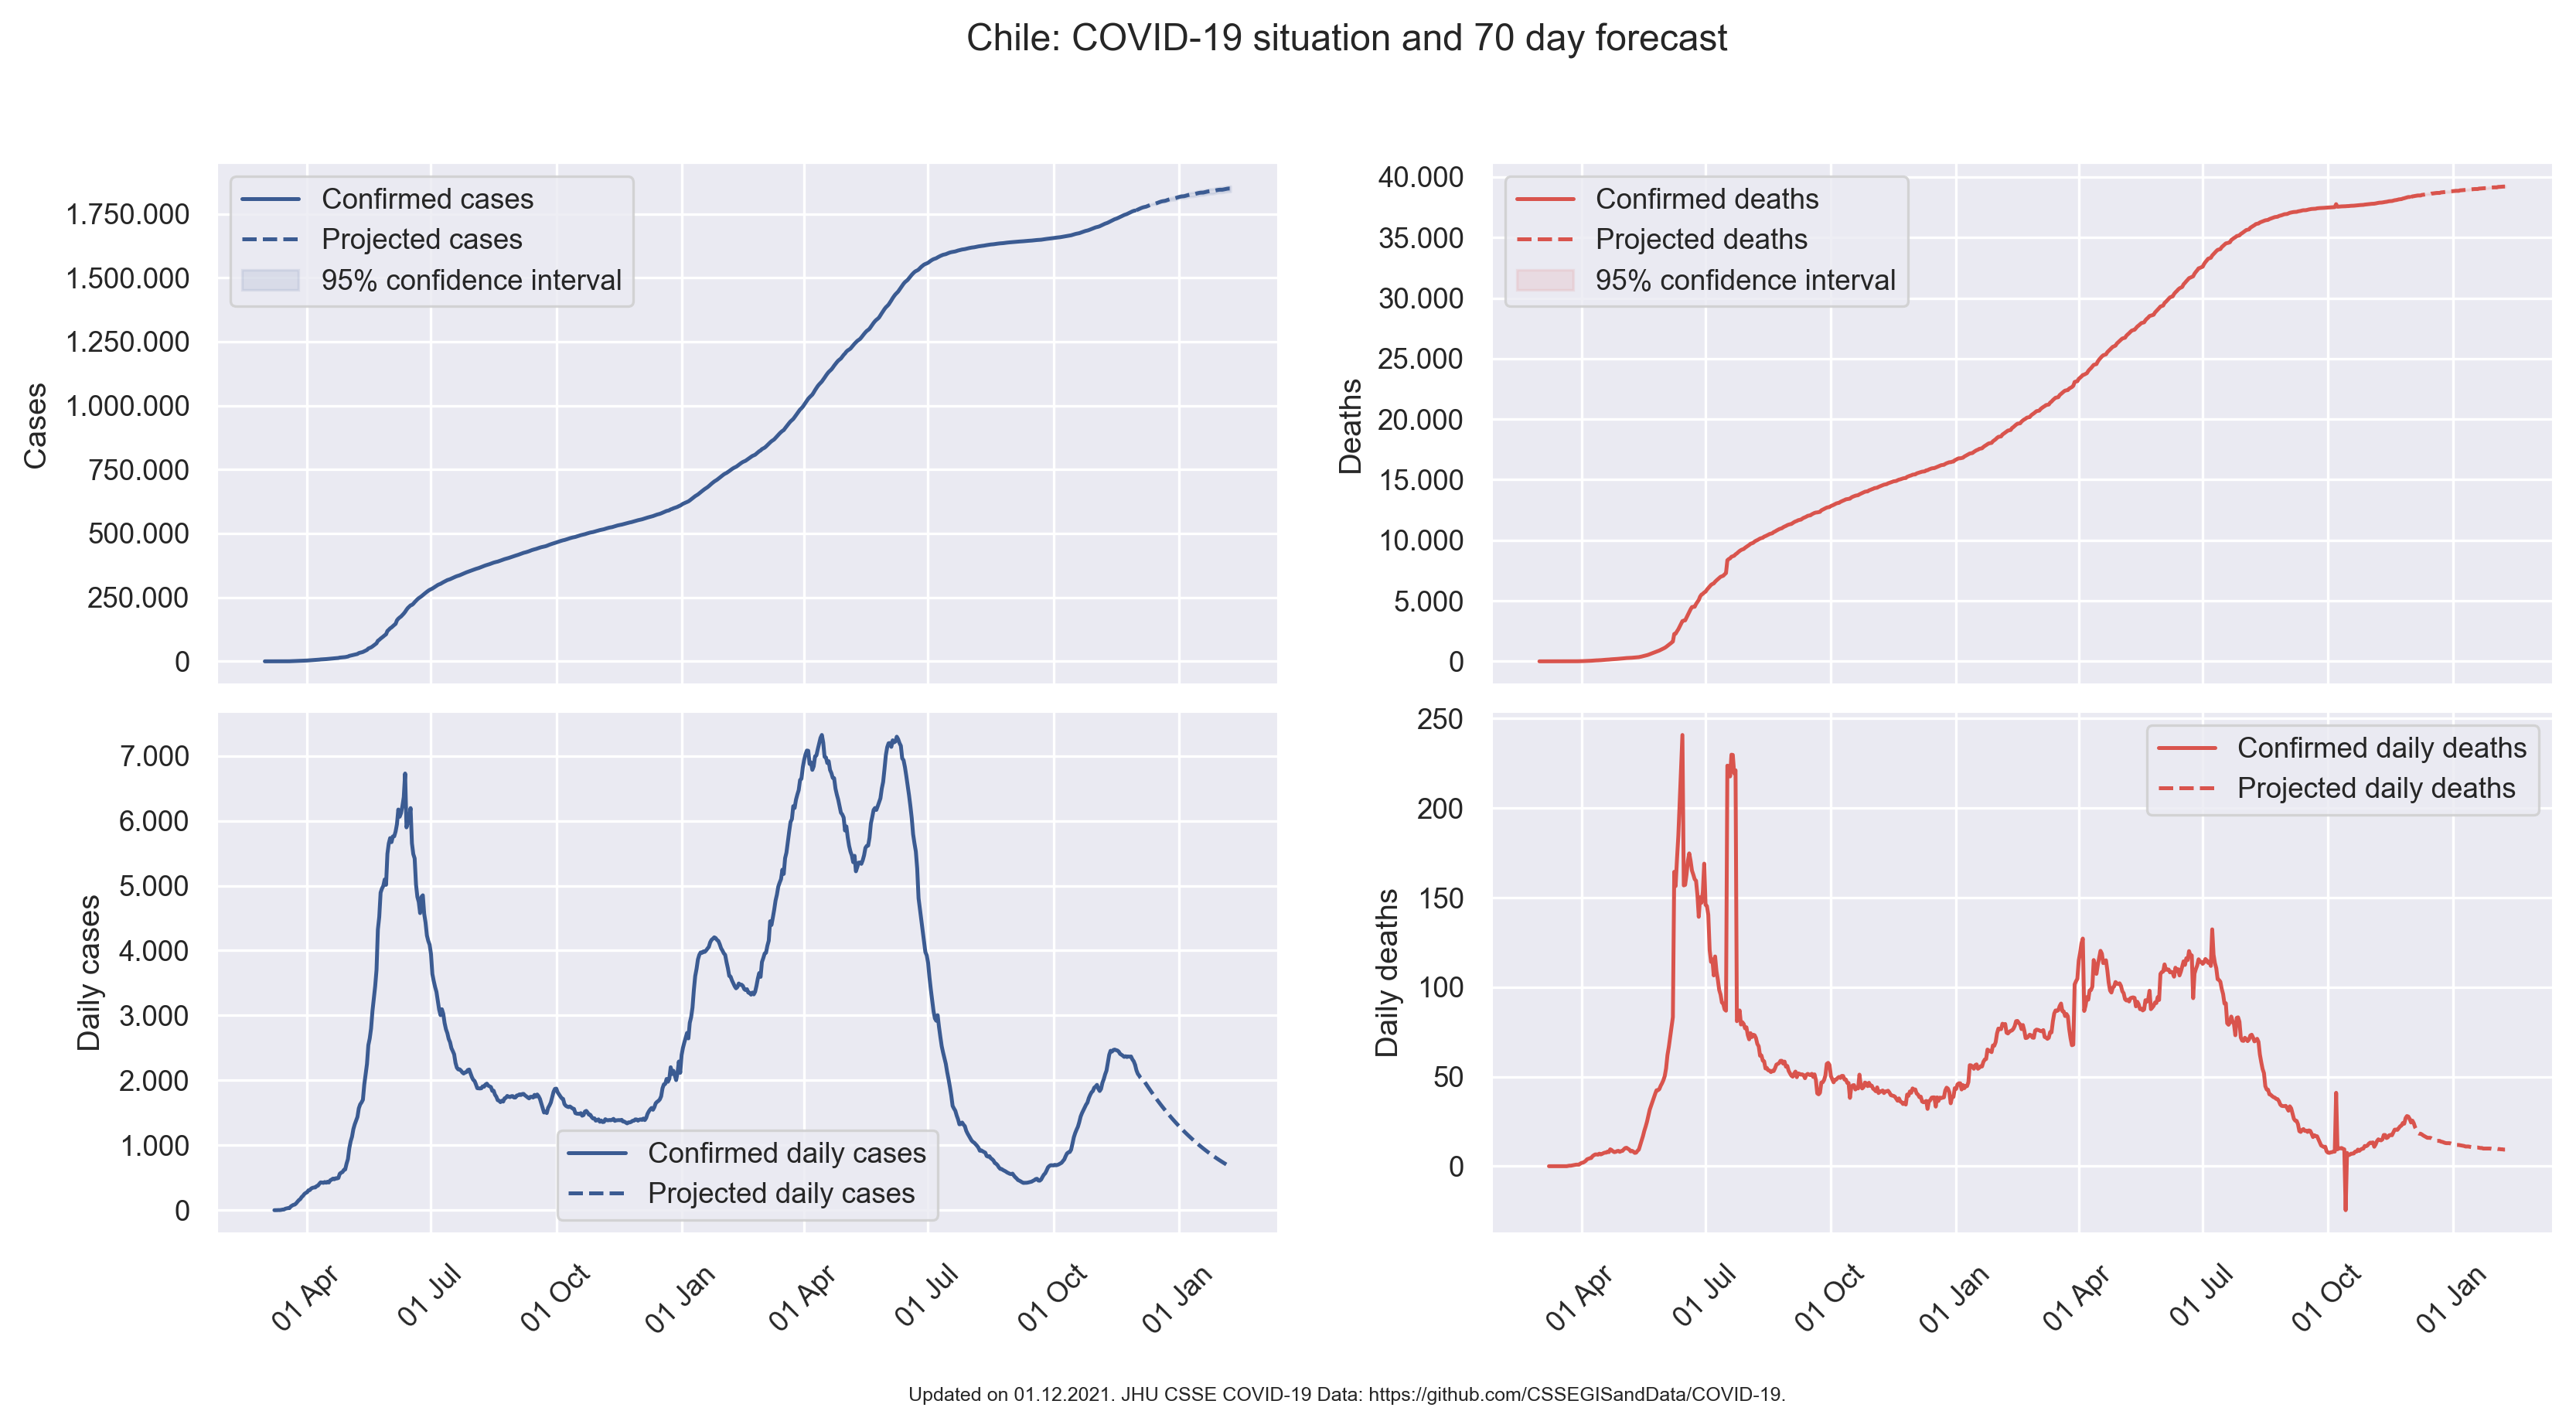 Chile: COVID-19 situation and 70 day forecast
Cases
1.750.000
1.500.000
1.250.000
1.000.000
750.000
500.000
250.000
0
Confirmed cases
Projected cases
95% confidence interval
Deaths
40.000
35.000
30.000
25.000
20.000
15.000
10.000
5.000
0
Confirmed deaths
Projected deaths
95% confidence interval
Daily cases
7.000
6.000
5.000
4.000
3.000
2.000
1.000
0
Confirmed daily cases
Projected daily cases
01 Apr
01 Jul
01 Oct
01 Jan
01 Apr
01 Jul
01 Oct
01 Jan
Daily deaths
250
200
150
100
50
0
Confirmed daily deaths
Projected daily deaths
01 Apr
01 Jul
01 Oct
01 Jan
01 Apr
01 Jul
01 Oct
01 Jan
Updated on 01.12.2021. JHU CSSE COVID-19 Data: https://github.com/CSSEGISandData/COVID-19.